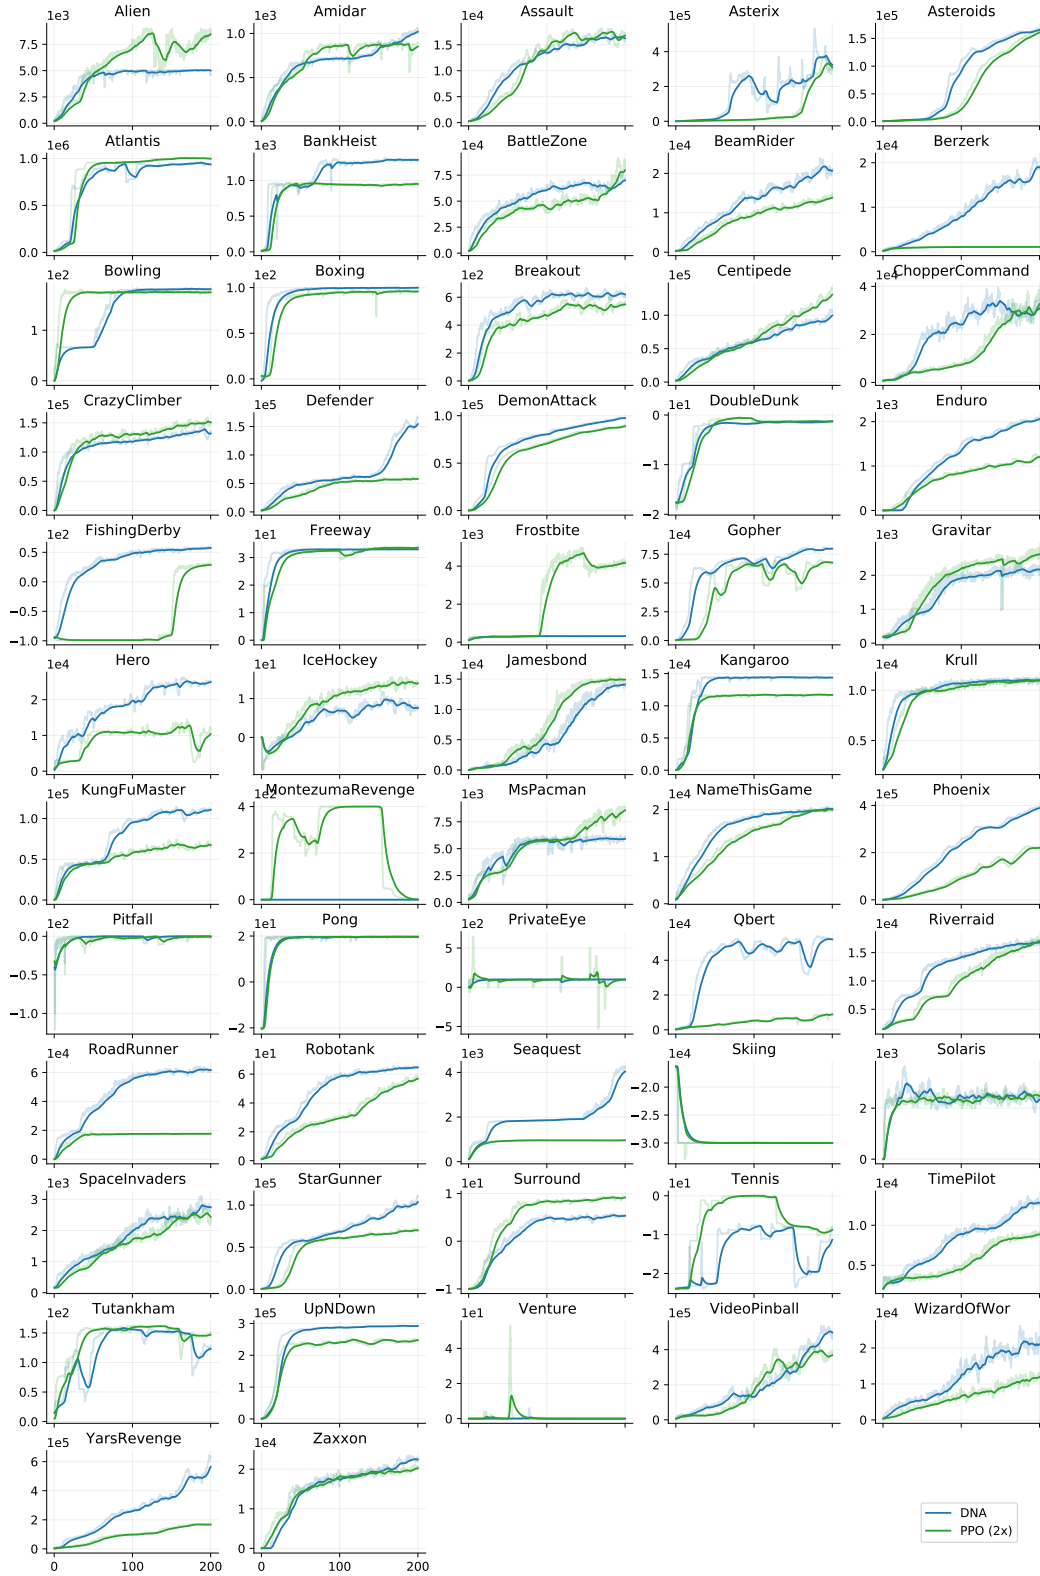 Alien Amidar Assault Asterix Asteroids
1e3 1e3 1e4 1e5 1e5
7.5 5.0 2.5 0.0
1.0 0.5 0.0
1.5 1.0 0.5 0.0
4 2 0
1.5 1.0 0.5 0.0
Atlantis BankHeist BattleZone BeamRider Berzerk
1e6 1e3 1e4 1e4 1e4
1.0 0.5 0.0
1.5 1.0 0.5 0.0
7.5 5.0 2.5 0.0
2 1 0
2 1 0
Bowling Boxing Breakout Centipede ChopperCommand
1e2 1e2 1e2 1e5 1e4
1 0
1.0 0.5 0.0
6 4 2 0
1.0 0.5 0.0
4 2 0
CrazyClimber Defender DemonAttack DoubleDunk Enduro
1e5 1e5 1e5 1e1 1e3
1.5 1.0 0.5 0.0
1.5 1.0 0.5 0.0
1.0 0.5 0.0
0 −1 −2
2 1 0
FishingDerby Freeway Frostbite Gopher Gravitar
1e2 1e1 1e3 1e4 1e3
0.5 0.0 −0.5 −1.0
3 2 1 0
4 2 0
7.5 5.0 2.5 0.0
2 1 0
Hero IceHockey Jamesbond Kangaroo Krull
1e4 1e1 1e4 1e4 1e4
2 1 0
1 0
1.5 1.0 0.5 0.0
1.5 1.0 0.5 0.0
1.0 0.5
KungFuMaster MontezumaRevenge MsPacman NameThisGame Phoenix
1e5 1e2 1e3 1e4 1e5
1.0 0.5 0.0
4 2 0
7.5 5.0 2.5 0.0
2 1 0
4 2 0
Pitfall Pong PrivateEye Qbert Riverraid
1e2 1e1 1e2 1e4 1e4
0.0 −0.5 −1.0
2 0 −2
5 0 −5
4 2 0
1.5 1.0 0.5
RoadRunner Robotank Seaquest Skiing Solaris
1e4 1e1 1e3 1e4 1e3
6 4 2 0
6 4 2 0
4 2 0
−2.0 −2.5 −3.0
2 0
SpaceInvaders StarGunner Surround Tennis TimePilot
1e3 1e5 1e1 1e1 1e4
3 2 1 0
1.0 0.5 0.0
1 0 −1
0 −1 −2
1.0 0.5
Tutankham UpNDown Venture VideoPinball WizardOfWor
1e2 1e5 1e1 1e5 1e4
1.5 1.0 0.5 0.0
3 2 1 0
5.0 2.5 0.0
4 2 0
2 1 0
YarsRevenge Zaxxon
1e5 1e4
6 4 2 0
2 1 0
0 100 200 0 100 200
DNA
PPO (2x)